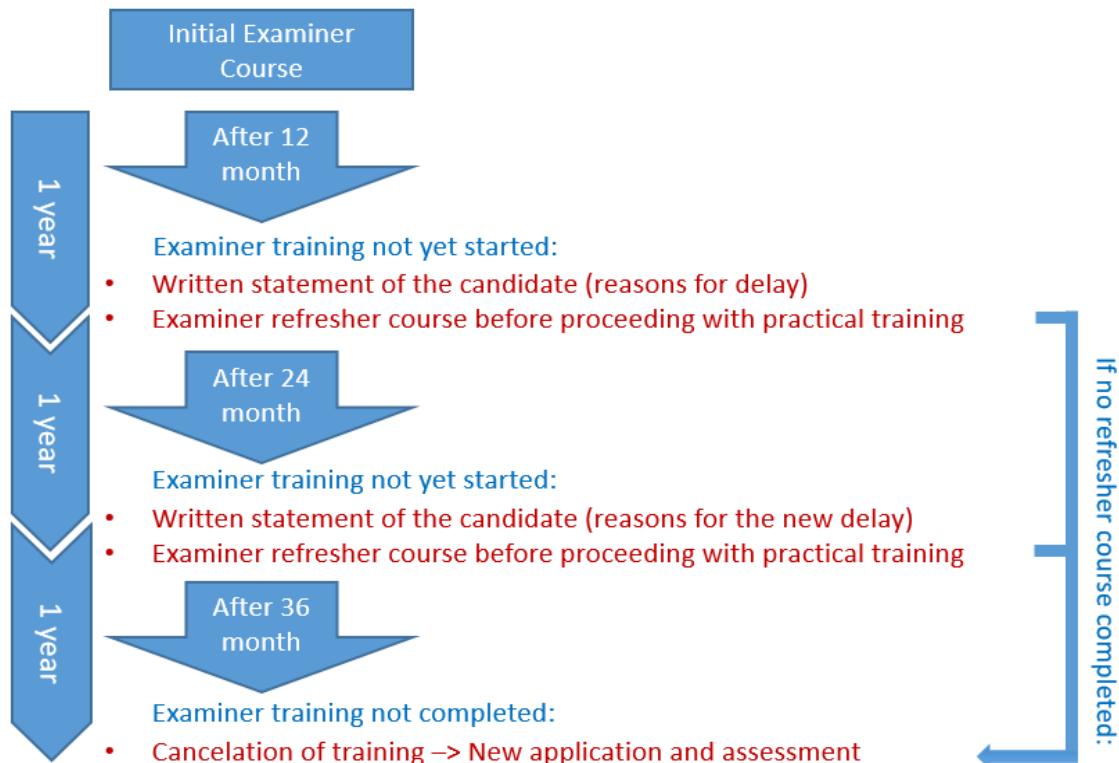 Initial Examiner
Course
After 12
month
1 year
Examiner training not yet started:
• Written statement of the candidate (reasons for delay)
• Examiner refresher course before proceeding with practical training
After 24
month
1 year
Examiner training not yet started:
• Written statement of the candidate (reasons for the new delay)
• Examiner refresher course before proceeding with practical training
After 36
month
1 year
Examiner training not completed:
• Cancelation of training –> New application and assessment
If no refresher course completed: